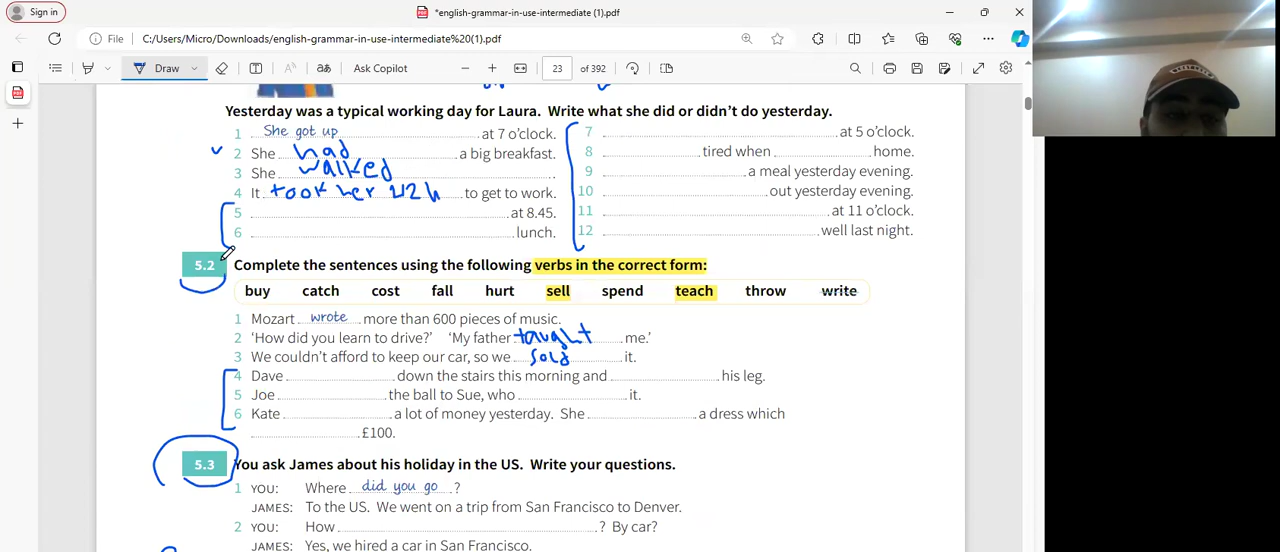 Sign in
*english-grammar-in-use-intermediate (1).pdf
File C:/Users/Micro/Downloads/english-grammar-in-use-intermediate%20(1).pdf
Draw
Ask Copilot
23 of 392
Yesterday was a typical working day for Laura. Write what she did or didn't do yesterday.
1 She got up at 7 o'clock.
2 She had a big breakfast.
3 She walked .
4 It took her 1/2 h to get to work.
5 at 8.45.
6 lunch.
7 at 5 o'clock.
8 tired when home.
9 a meal yesterday evening.
10 out yesterday evening.
11 at 11 o'clock.
12 well last night.
5.2 Complete the sentences using the following verbs in the correct form:
buy catch cost fall hurt sell spend teach throw write
1 Mozart wrote more than 600 pieces of music.
2 'How did you learn to drive?' 'My father taught me.'
3 We couldn't afford to keep our car, so we sold it.
4 Dave down the stairs this morning and his leg.
5 Joe the ball to Sue, who it.
6 Kate a lot of money yesterday. She a dress which
£100.
5.3 You ask James about his holiday in the US. Write your questions.
1 YOU: Where did you go ?
JAMES: To the US. We went on a trip from San Francisco to Denver.
2 YOU: How ? By car?
JAMES: Yes, we hired a car in San Francisco.